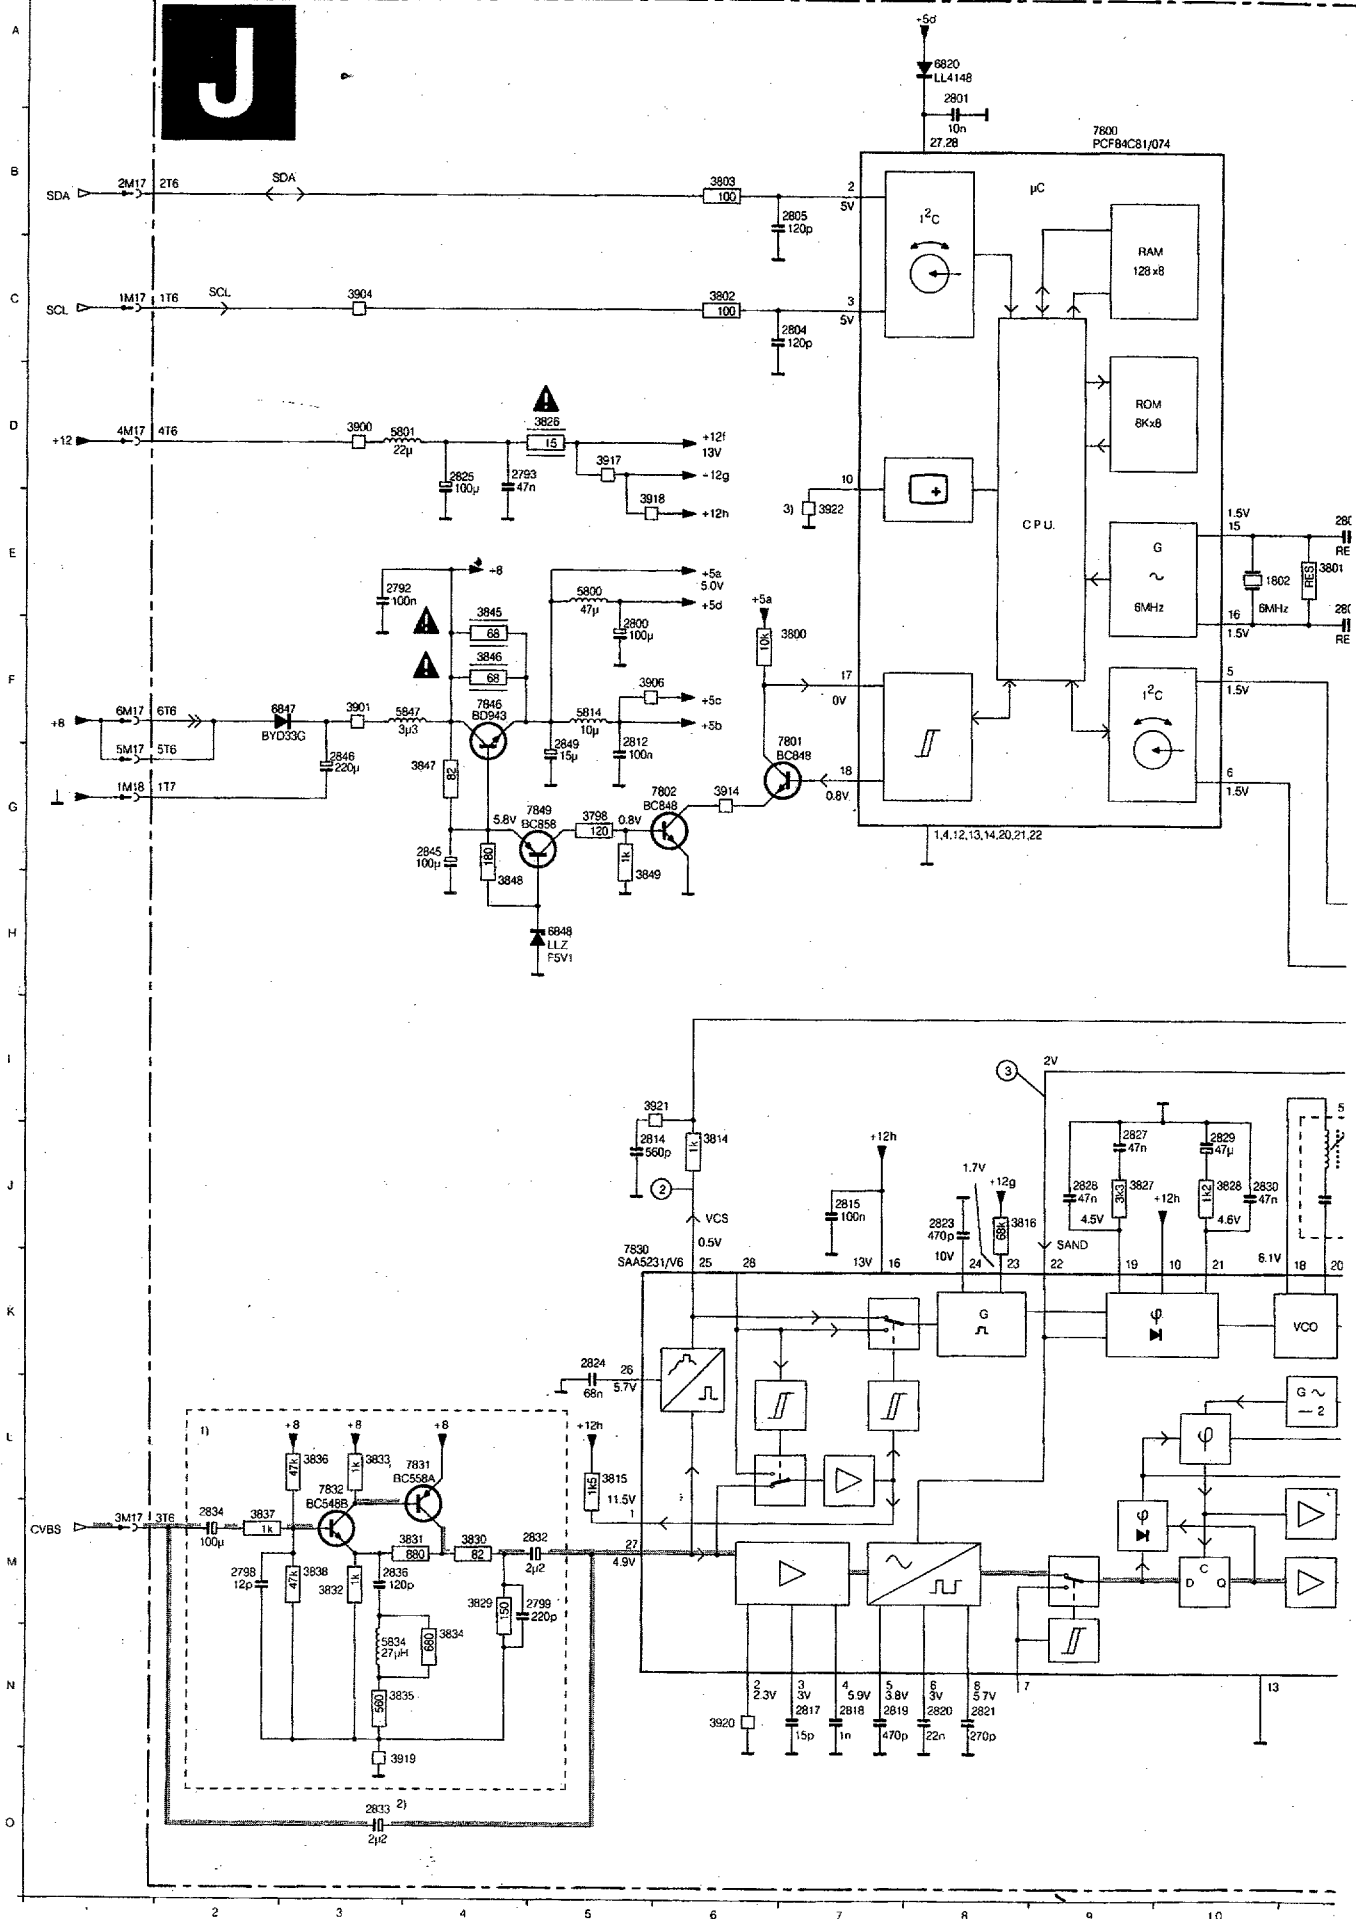 A
J
+5d
6820
LL4148
2801
10n
27.28
7800
PCF84C81/074
B
SDA
2M17
2T6
SDA
3803
100
2805
120p
2
5V
I²C
µC
RAM
128x8
C
SCL
1M17
1T6
SCL
3904
3802
100
2804
120p
3
5V
D
+12
4M17
4T6
3900
5801
22µ
2825
100µ
2793
47n
3826
15
+12f
13V
3917
-12g
3918
+12h
10
3)
3922
CPU.
ROM
8Kx8
E
2792
100n
+8
3845
68
3846
68
5800
47µ
2800
100µ
+5a
5.0V
+5d
+5a
3800
10k
G
~
6MHz
1.5V
15
16
1.5V
1802
6MHz
RES
3801
280
RE
280
RE
F
+8
6M17
6T6
5M17
5T6
6847
BYD33G
2846
220µ
3901
5847
3µ3
7846
BD943
3906
+5c
+5b
5814
10µ
2849
15µ
2812
100n
17
0V
I²C
5
1.5V
G
1M18
1T7
3847
82
2845
100µ
5.8V
7849
BC858
180
3848
3798
120
0.8V
1k
3849
7802
BC848
3914
7801
BC848
18
0.8V
6
1.5V
1,4,12,13,14,20,21,22
H
6848
LLZ
F5V1
I
3
2V
3921
2814
560p
1k
3814
J
2
VCS
0.5V
+12h
2815
100n
1.7V
2823
470p
10V
+12g
68k
3816
SAND
2827
47n
2828
47n
3k3
3827
4.5V
+12h
2829
47µ
1k2
3828
2830
47n
4.6V
5
7830
SAA5231/V6
25
28
13V
16
24
23
22
19
10
21
18
20
K
2824
68n
26
5.7V
G
φ
VCO
L
1)
+8
+8
+8
47k
3836
1k
3833
7831
BC558A
7832
BC548B
+12h
1k5
3815
11.5V
1
φ
G ~
2
M
CVBS
3M17
3T6
2834
100µ
3837
1k
2798
12p
47k
3838
1k
3832
3831
880
3830
82
2836
120p
2832
2µ2
3829
150
2799
220p
27
4.9V
φ
C
D
Q
N
5834
27µH
680
3834
3835
560
3919
2
2.3V
3
3V
4
5.9V
5
3.8V
6
3V
8
5.7V
7
13
3920
2817
15p
2818
1n
2819
470p
2820
22n
2821
270p
O
2833
2)
2µ2
2
3
4
5
6
7
8
9
10